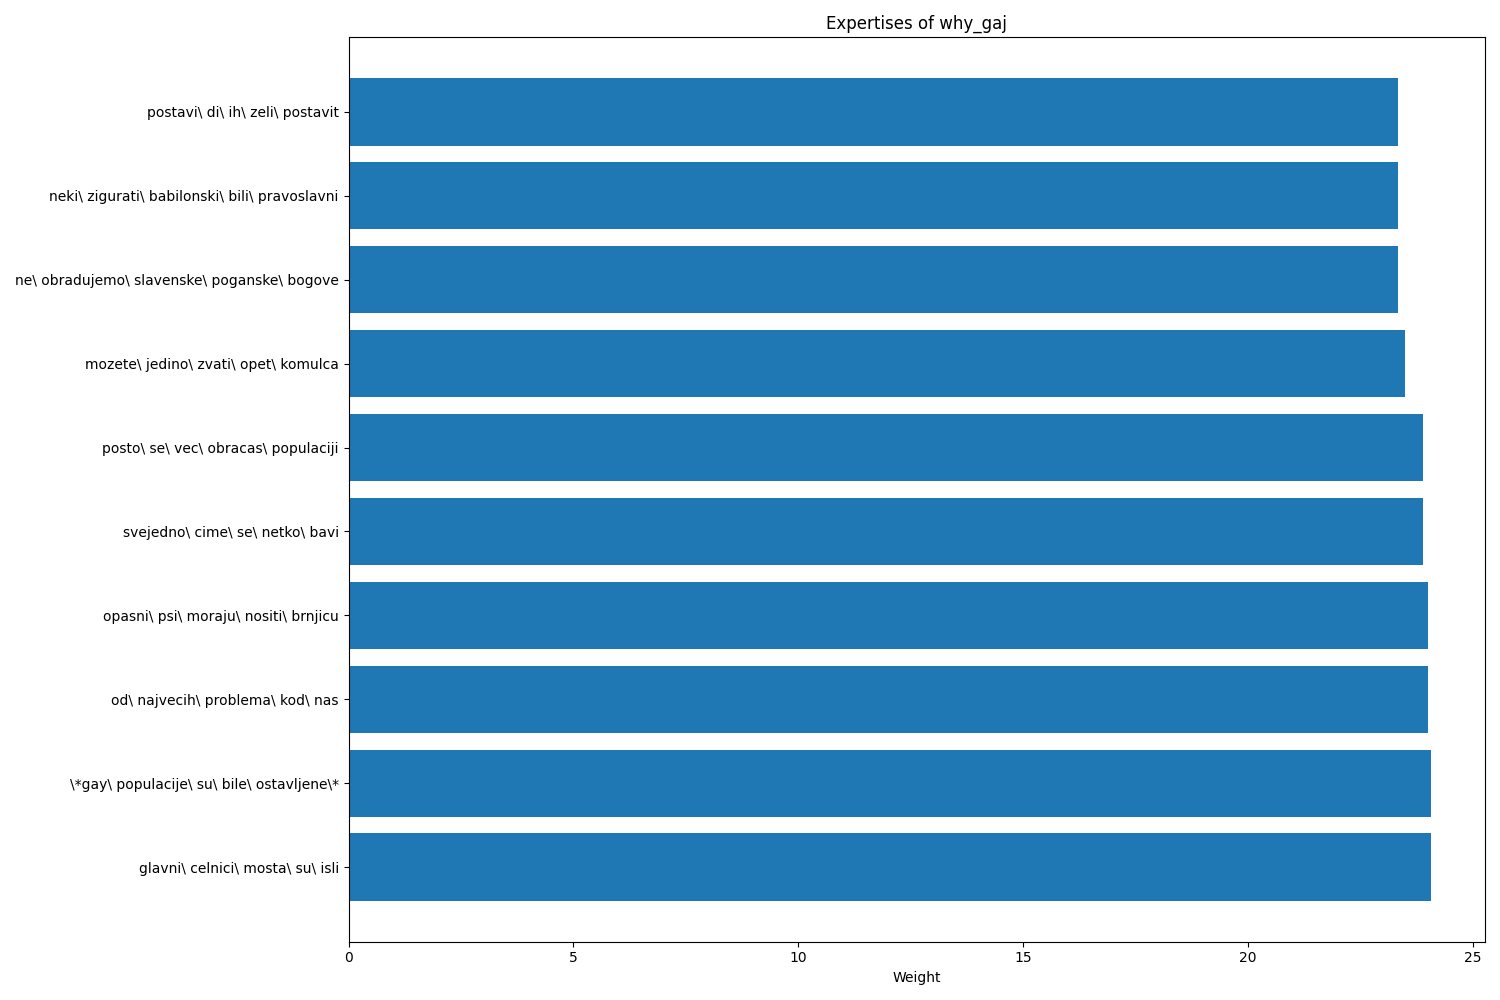 Expertises of why_gaj
postavi\ di\ ih\ zeli\ postavit
neki\ zigurati\ babilonski\ bili\ pravoslavni
ne\ obradujemo\ slavenske\ poganske\ bogove
mozete\ jedino\ zvati\ opet\ komulca
posto\ se\ vec\ obracas\ populaciji
svejedno\ cime\ se\ netko\ bavi
opasni\ psi\ moraju\ nositi\ brnjicu
od\ najvecih\ problema\ kod\ nas
\*gay\ populacije\ su\ bile\ ostavljene\*
glavni\ celnici\ mosta\ su\ isli
0 5 10 15 20 25
Weight